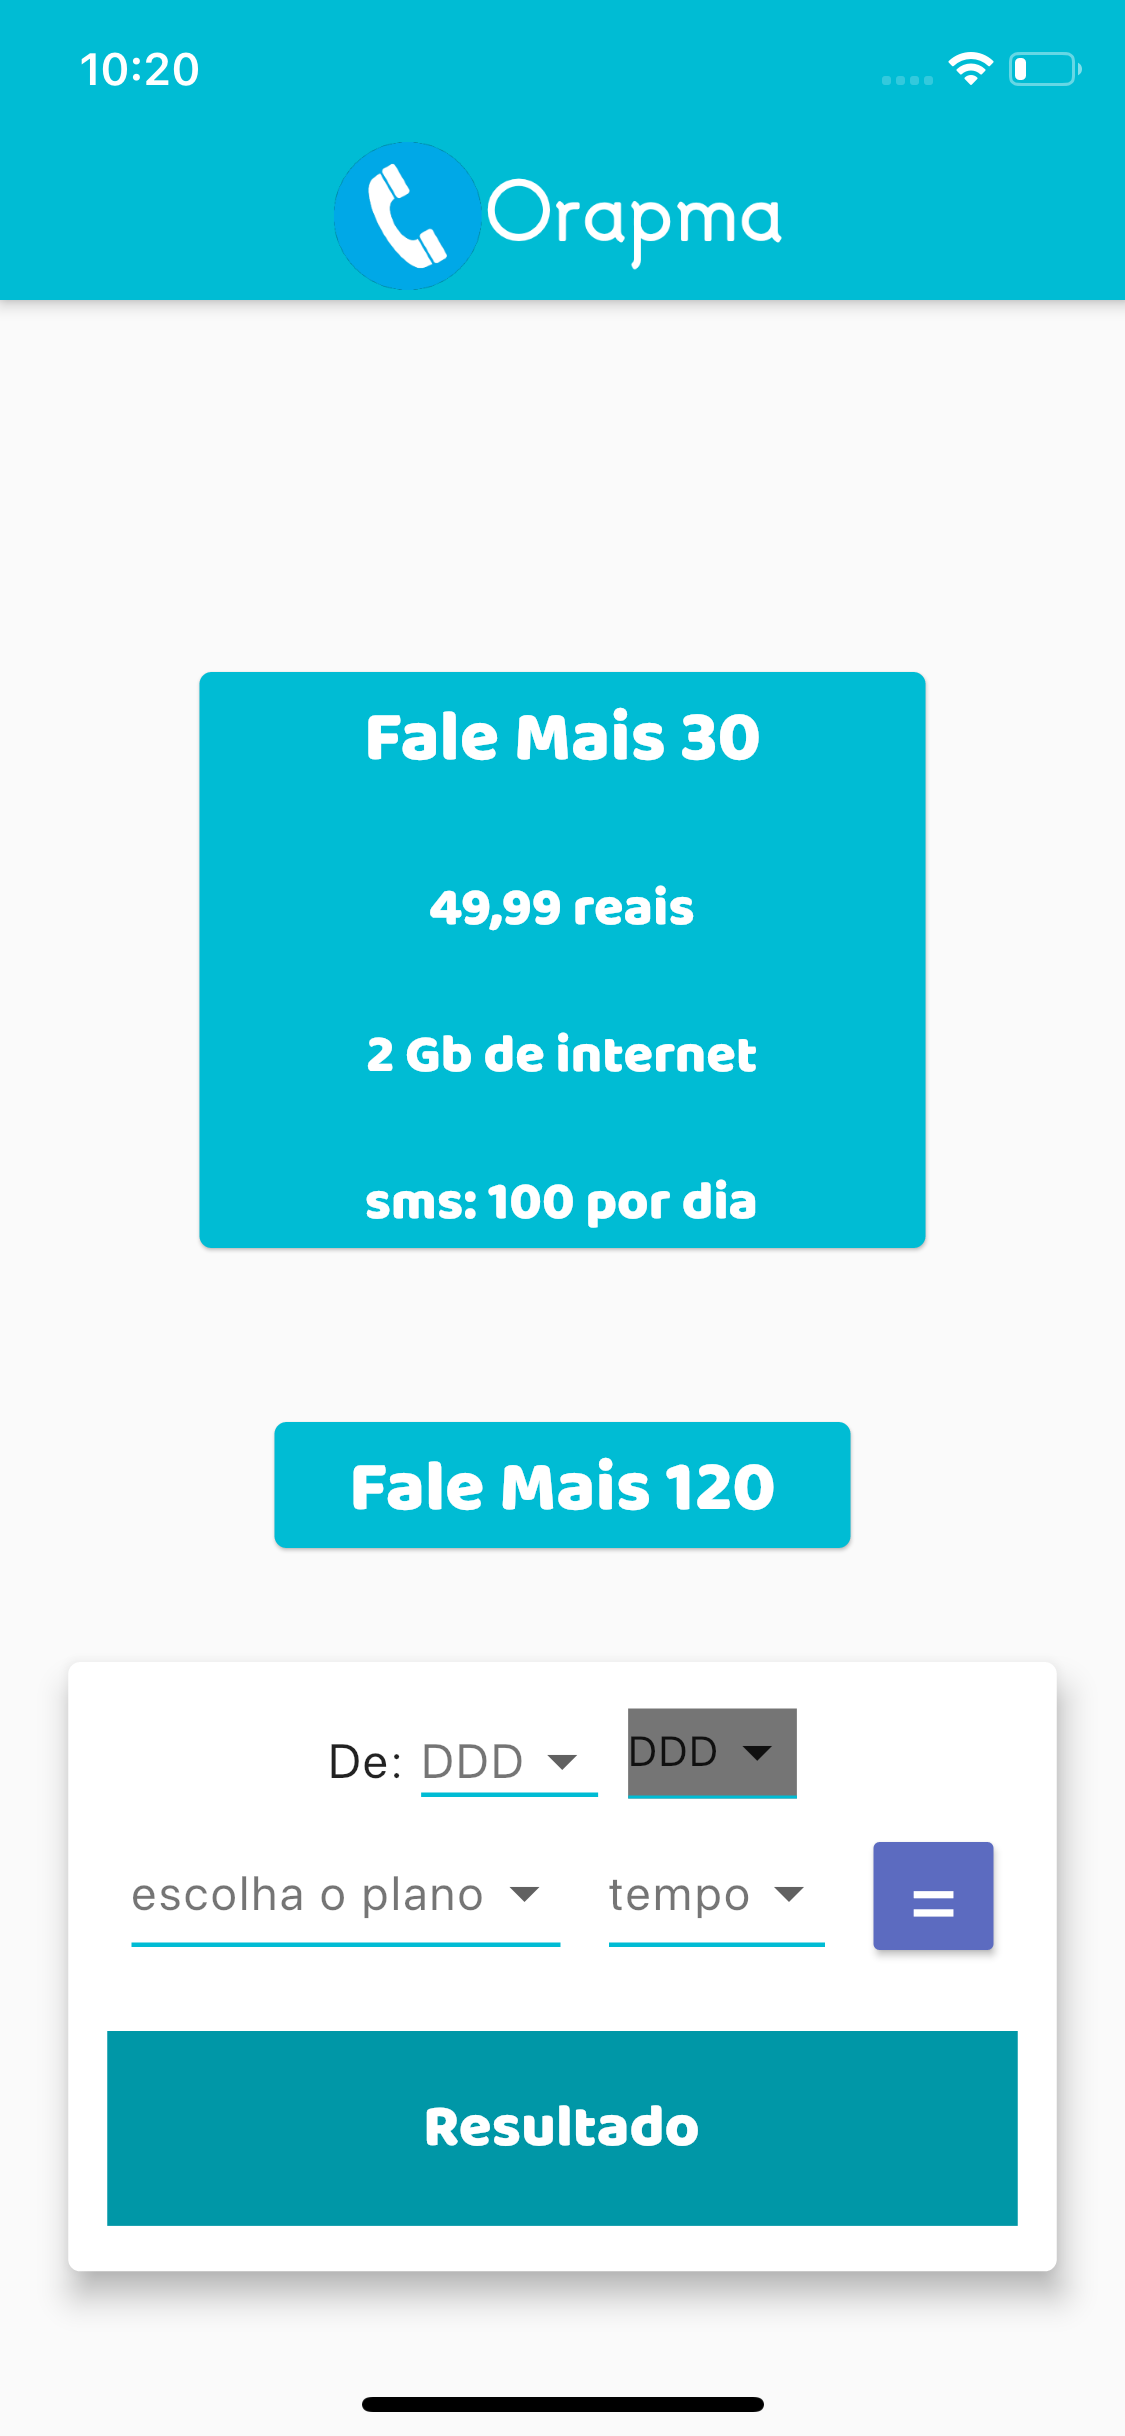 10:20
Orapma
Fale Mais 30
49,99 reais
2 Gb de internet
sms: 100 por dia
Fale Mais 120
De: DDD DDD
escolha o plano tempo =
Resultado